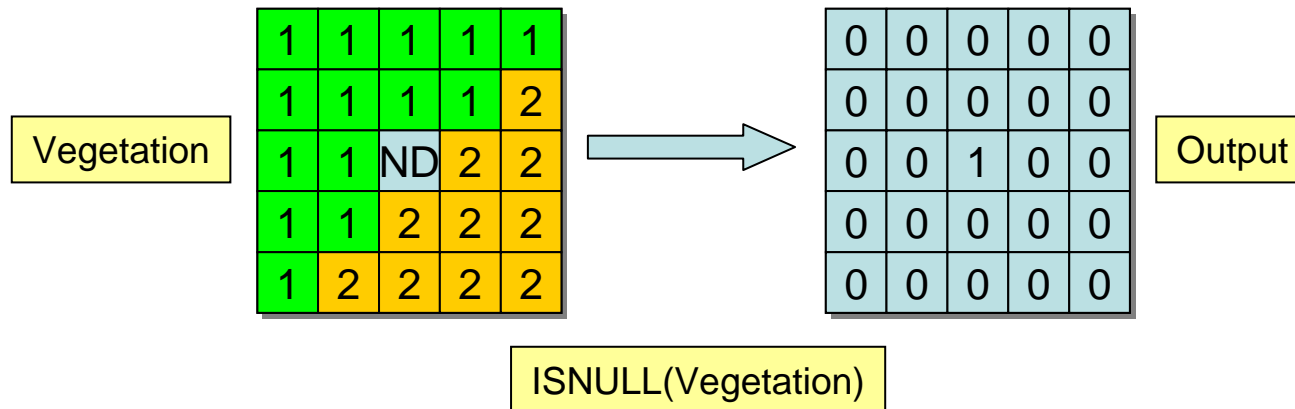 Vegetation
1 1 1 1 1
1 1 1 1 2
1 1 ND 2 2
1 1 2 2 2
1 2 2 2 2
0 0 0 0 0
0 0 0 0 0
0 0 1 0 0
0 0 0 0 0
0 0 0 0 0
Output
ISNULL(Vegetation)